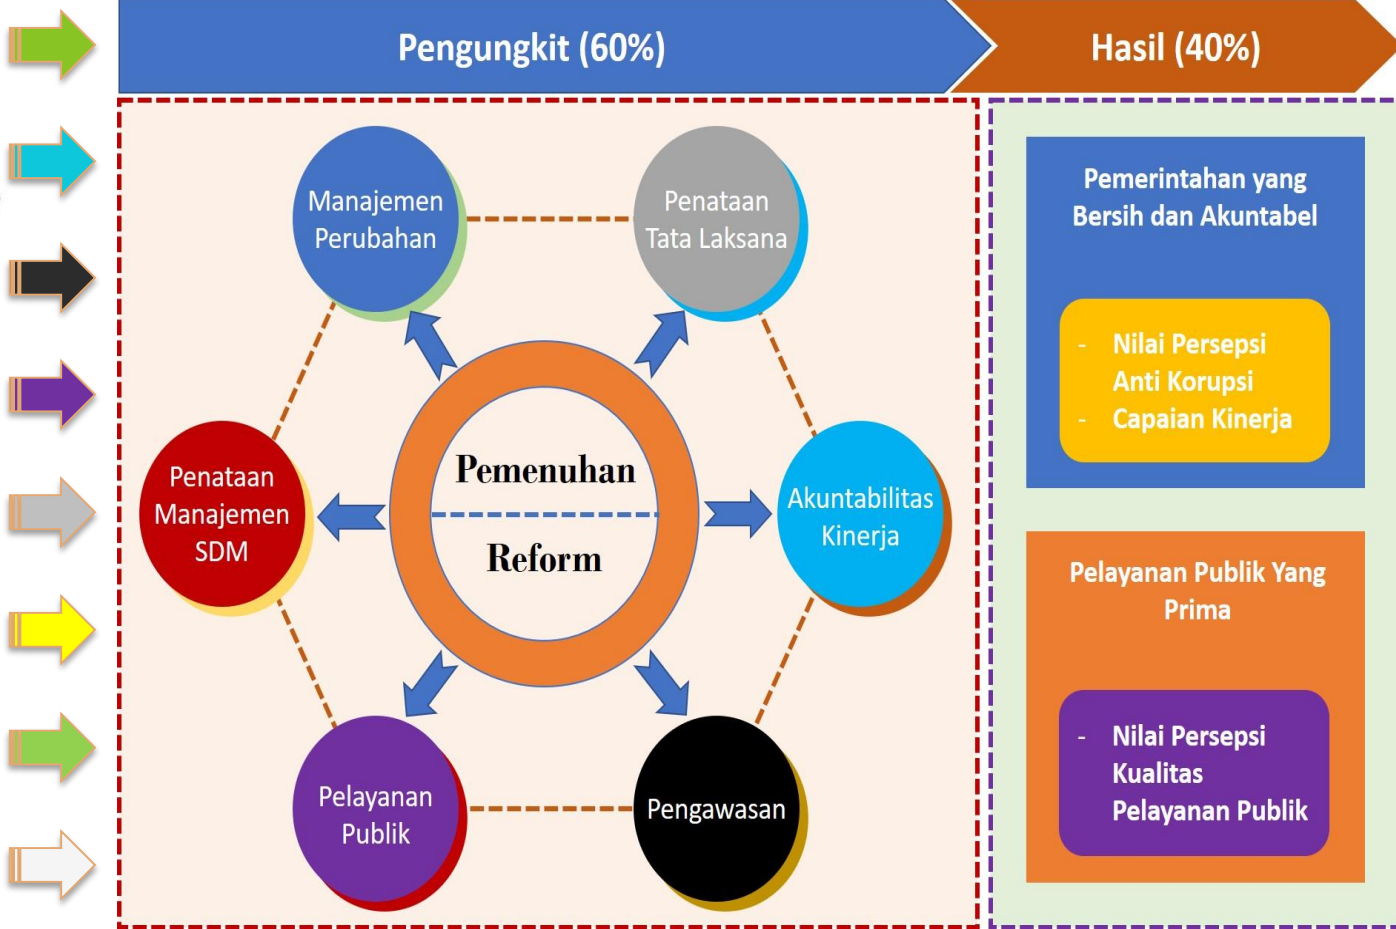 Pengungkit (60%)
Hasil (40%)
Manajemen
Perubahan
Penataan
Tata Laksana
Penataan
Manajemen
SDM
Pemenuhan
Reform
Akuntabilitas
Kinerja
Pelayanan
Publik
Pengawasan
Pemerintahan yang
Bersih dan Akuntabel
- Nilai Persepsi
Anti Korupsi
- Capaian Kinerja
Pelayanan Publik Yang
Prima
- Nilai Persepsi
Kualitas
Pelayanan Publik